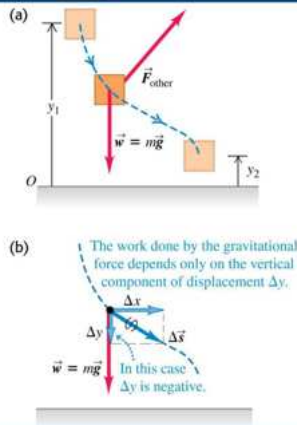 (a)
F⃗other
y1
w⃗ = mg⃗
O
y2
(b)
The work done by the gravitational
force depends only on the vertical
component of displacement Δy.
Δx
Δy
Δs⃗
w⃗ = mg⃗
In this case
Δy is negative.